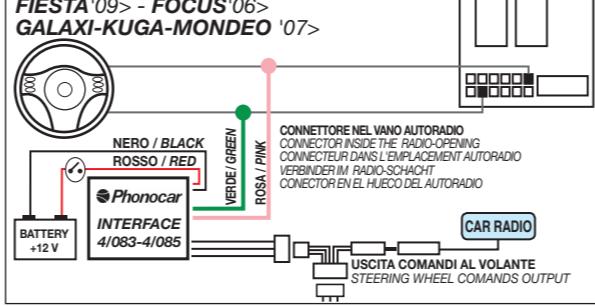 FIESTA'09> - FOCUS'06>
GALAXI-KUGA-MONDEO '07>
CONNETTORE NEL VANO AUTORADIO
CONNECTOR INSIDE THE RADIO-OPENING
CONNECTEUR DANS L'EMPLACEMENT AUTORADIO
VERBINDER IM RADIO-SCHACHT
CONECTOR EN EL HUECO DEL AUTORADIO
NERO / BLACK
ROSSO / RED
VERDE / GREEN
ROSA / PINK
Phonocar
INTERFACE
4/083-4/085
BATTERY
+12 V
CAR RADIO
USCITA COMANDI AL VOLANTE
STEERING WHEEL COMANDS OUTPUT